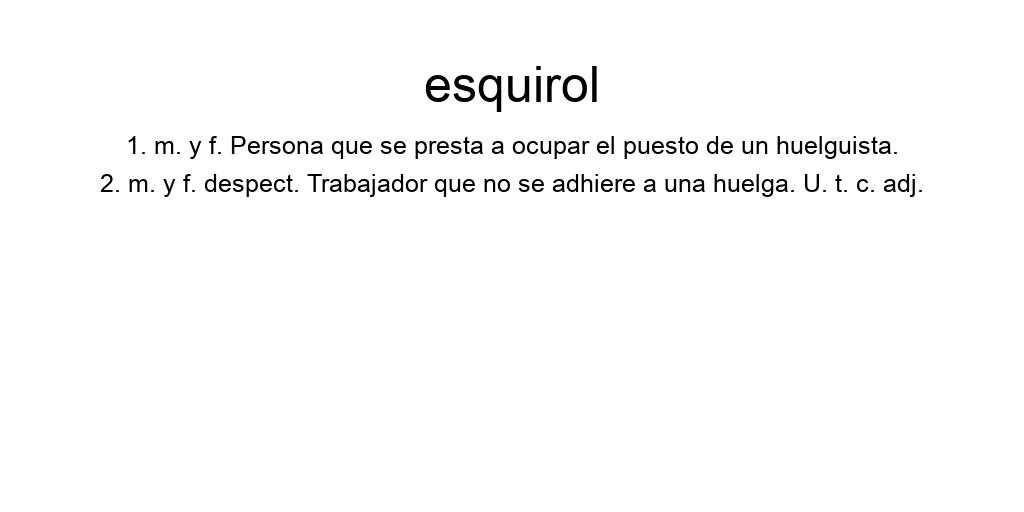 esquirol
1. m. y f. Persona que se presta a ocupar el puesto de un huelguista.
2. m. y f. despect. Trabajador que no se adhiere a una huelga. U. t. c. adj.